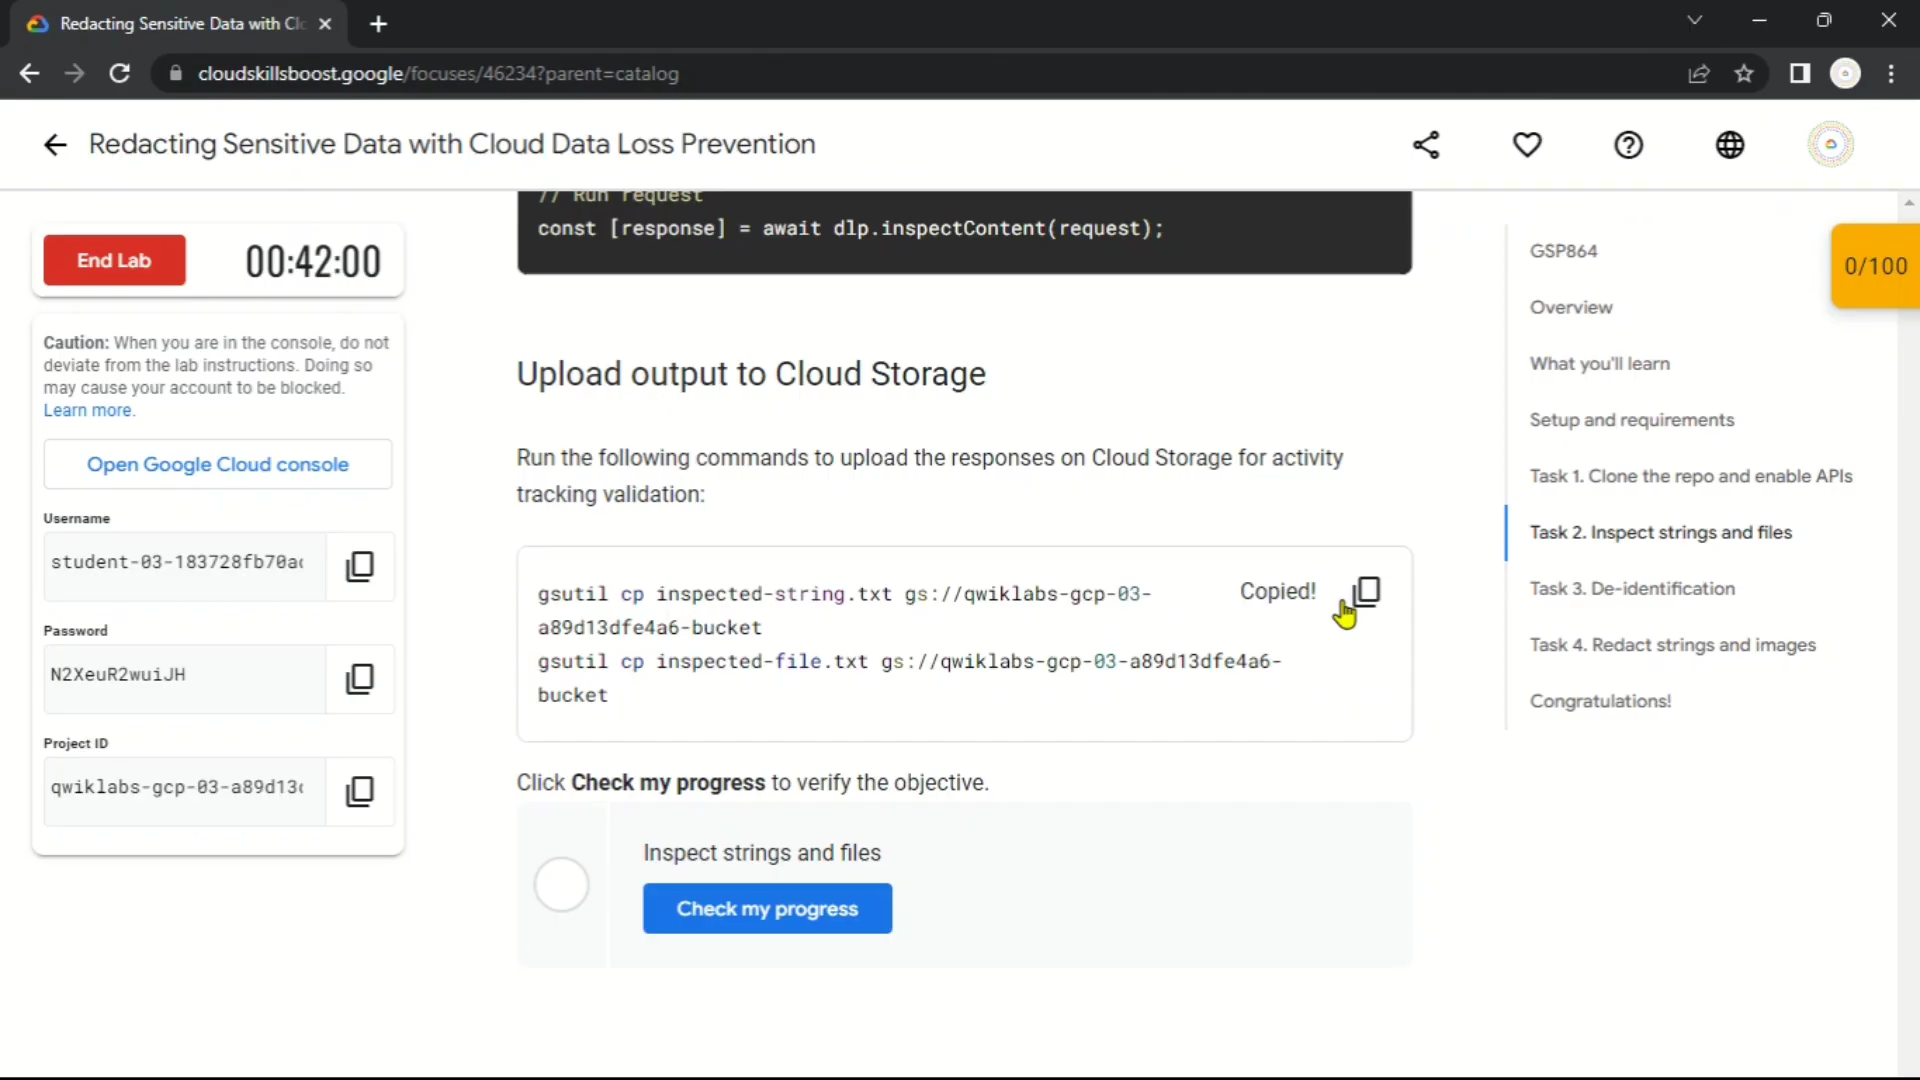 Redacting Sensitive Data with Clo
cloudskillsboost.google/focuses/46234?parent=catalog
Redacting Sensitive Data with Cloud Data Loss Prevention
End Lab
00:42:00
Caution: When you are in the console, do not
deviate from the lab instructions. Doing so
may cause your account to be blocked.
Learn more.
Open Google Cloud console
Username
student-03-183728fb70a
Password
N2XeuR2wuiJH
Project ID
qwiklabs-gcp-03-a89d13
// Run request
const [response] = await dlp.inspectContent(request);
Upload output to Cloud Storage
Run the following commands to upload the responses on Cloud Storage for activity
tracking validation:
gsutil cp inspected-string.txt gs://qwiklabs-gcp-03-
a89d13dfe4a6-bucket
gsutil cp inspected-file.txt gs://qwiklabs-gcp-03-a89d13dfe4a6-
bucket
Copied!
Click Check my progress to verify the objective.
Inspect strings and files
Check my progress
GSP864
Overview
What you'll learn
Setup and requirements
Task 1. Clone the repo and enable APIs
Task 2. Inspect strings and files
Task 3. De-identification
Task 4. Redact strings and images
Congratulations!
0/100